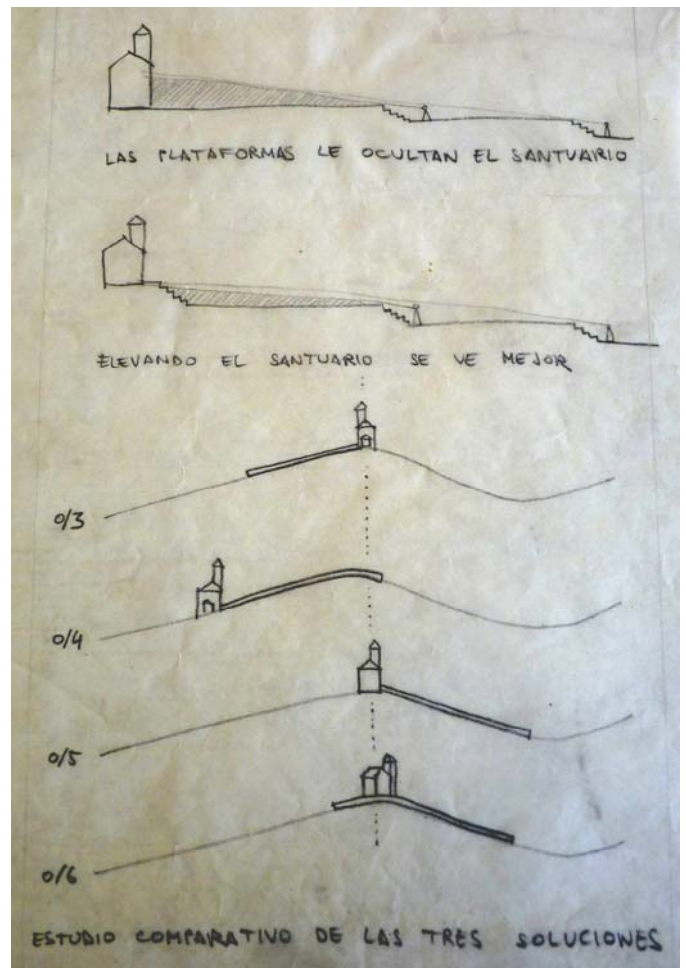 LAS PLATAFORMAS LE OCULTAN EL SANTUARIO
ELEVANDO EL SANTUARIO SE VE MEJOR
0/3
0/4
0/5
0/6
ESTUDIO COMPARATIVO DE LAS TRES SOLUCIONES